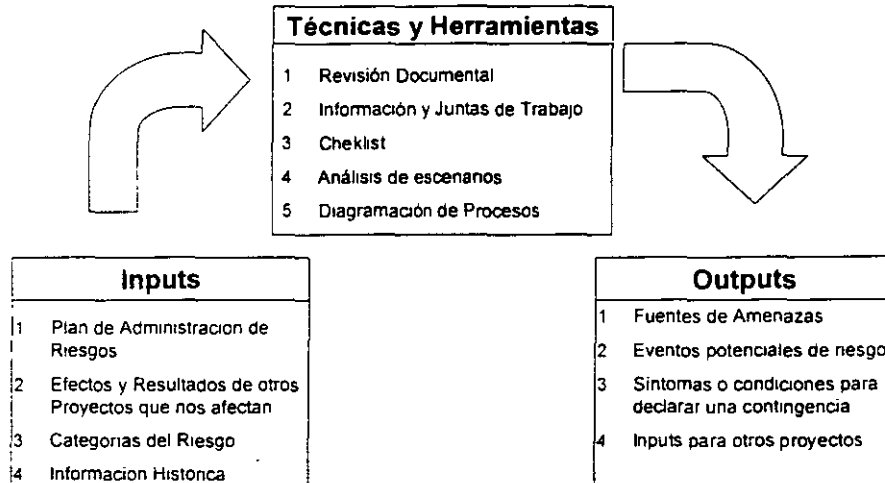 Técnicas y Herramientas
1 Revisión Documental
2 Información y Juntas de Trabajo
3 Cheklist
4 Análisis de escenarios
5 Diagramación de Procesos
Inputs
1 Plan de Administracion de
Riesgos
2 Efectos y Resultados de otros
Proyectos que nos afectan
3 Categorias del Riesgo
4 Informacion Historica
Outputs
1 Fuentes de Amenazas
2 Eventos potenciales de riesgo
3 Sintomas o condiciones para
declarar una contingencia
4 Inputs para otros proyectos